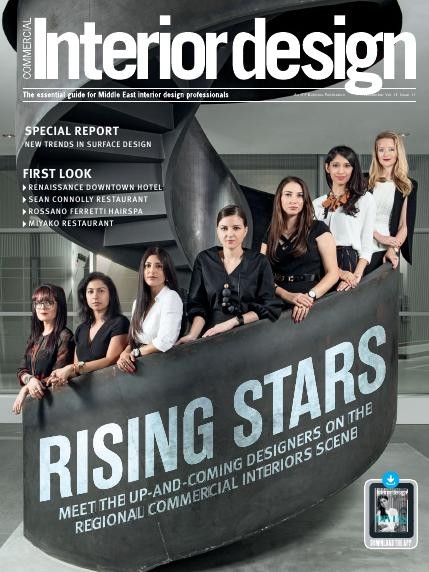 COMMERCIAL
Interior design
The essential guide for Middle East interior design professionals
SPECIAL REPORT
NEW TRENDS IN SURFACE DESIGN
FIRST LOOK
RENAISSANCE DOWNTOWN HOTEL
SEAN CONNOLLY RESTAURANT
ROSSANO FERRETTI HAIRSPA
MIYAKO RESTAURANT
RISING STARS
MEET THE UP-AND-COMING DESIGNERS ON THE
REGIONAL COMMERCIAL INTERIORS SCENE
DOWNLOAD THE APP